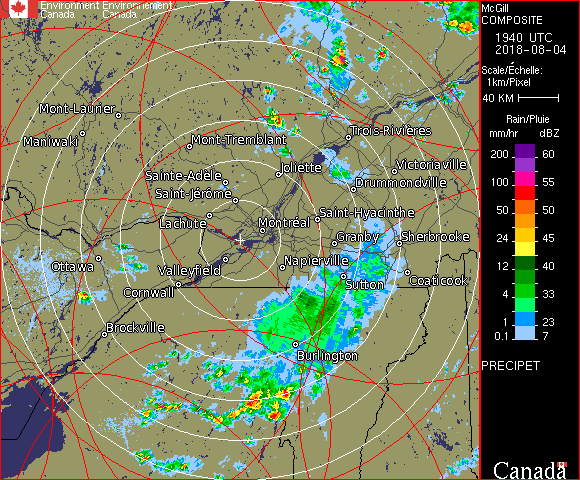 Environment Environnement
Canada Canada
McGill
COMPOSITE
1940 UTC
2018-08-04
Scale/Échelle:
1km/Pixel
40 KM
Rain/Pluie
mm/hr dBZ
200 60
100 55
50 50
24 45
12 40
4 33
1 23
0.1 7
PRECIPET
Canada
Mont-Laurier
Maniwaki
Mont-Tremblant
Trois-Rivières
Joliette
Victoriaville
Sainte-Adèle
Drummondville
Saint-Jérôme
Saint-Hyacinthe
Lachute
Montréal
Granby
Sherbrooke
Ottawa
Valleyfield
Napierville
Sutton
Coaticook
Cornwall
Brockville
Burlington